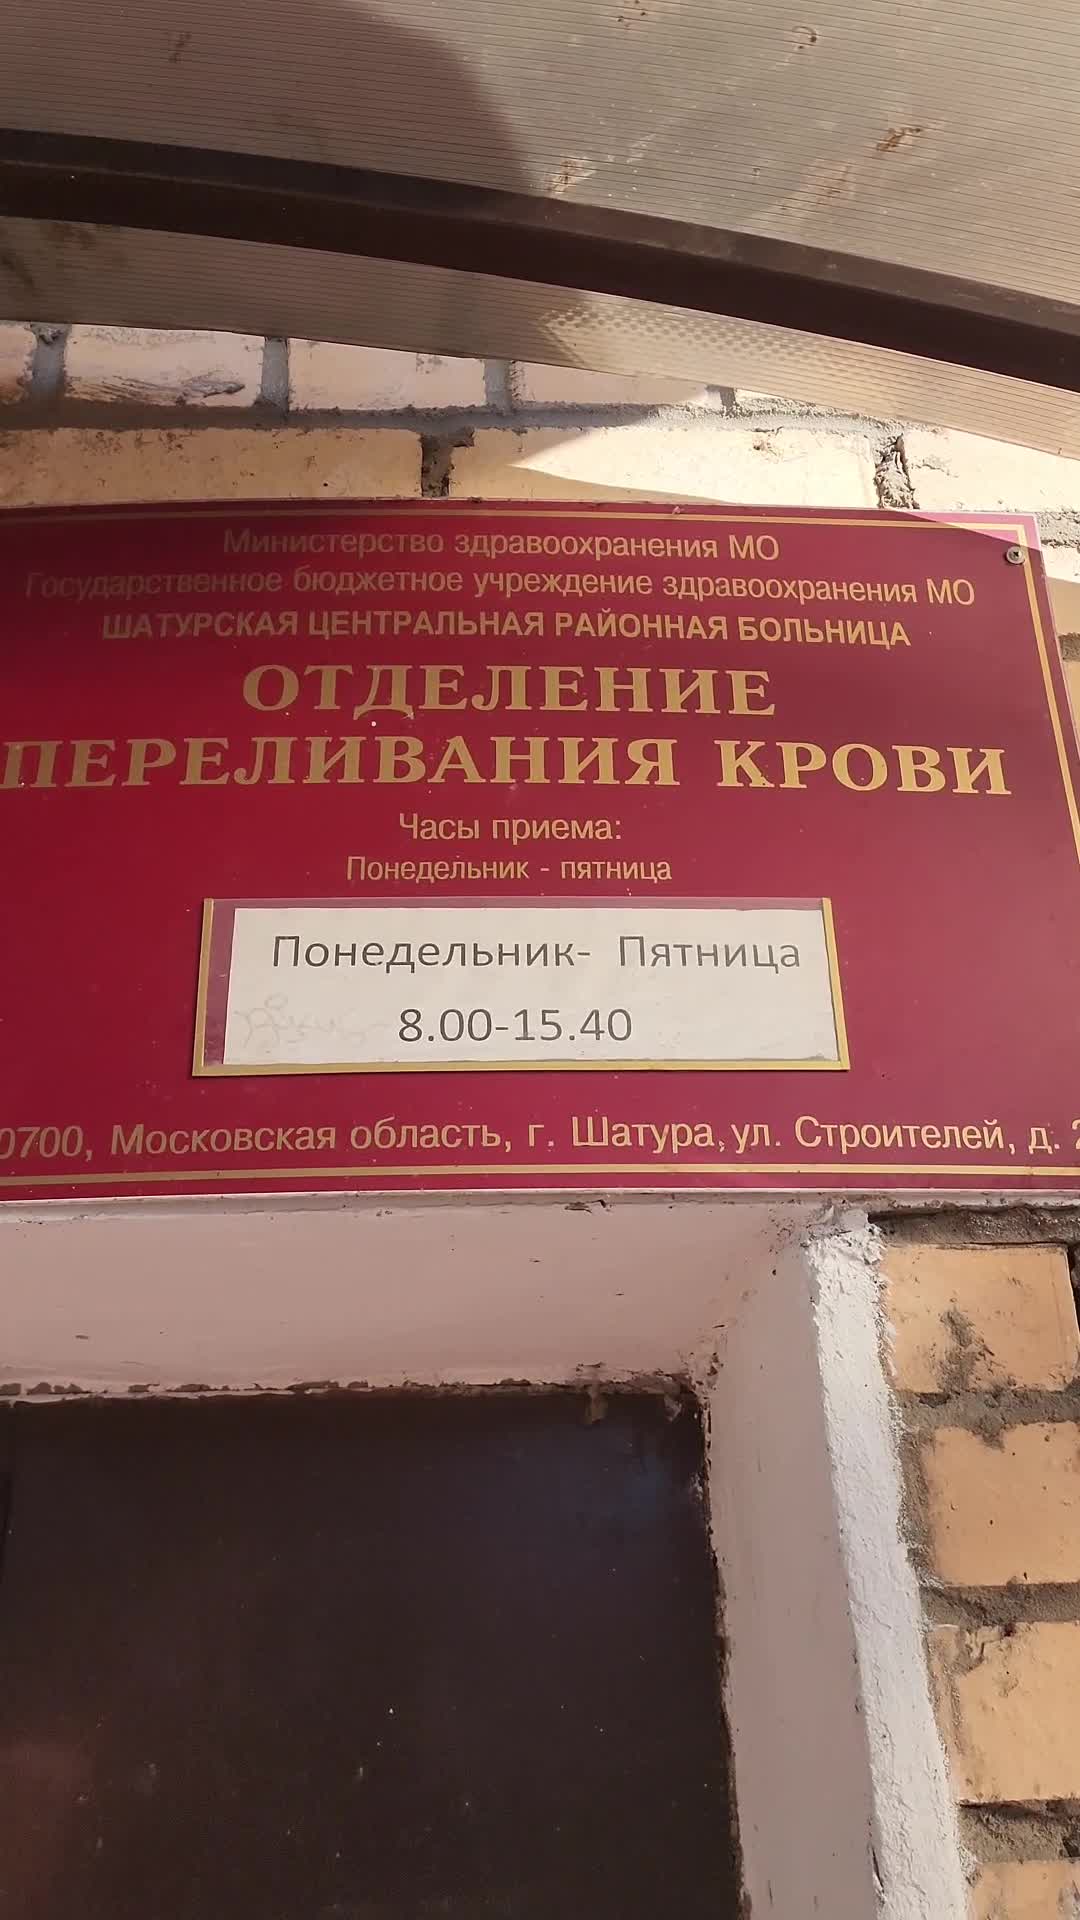 Министерство здравоохранения МО
Государственное бюджетное учреждение здравоохранения МО
ШАТУРСКАЯ ЦЕНТРАЛЬНАЯ РАЙОННАЯ БОЛЬНИЦА
ОТДЕЛЕНИЕ
ПЕРЕЛИВАНИЯ КРОВИ
Часы приема:
Понедельник - пятница
Понедельник- Пятница
8.00-15.40
0700, Московская область, г. Шатура, ул. Строителей, д.